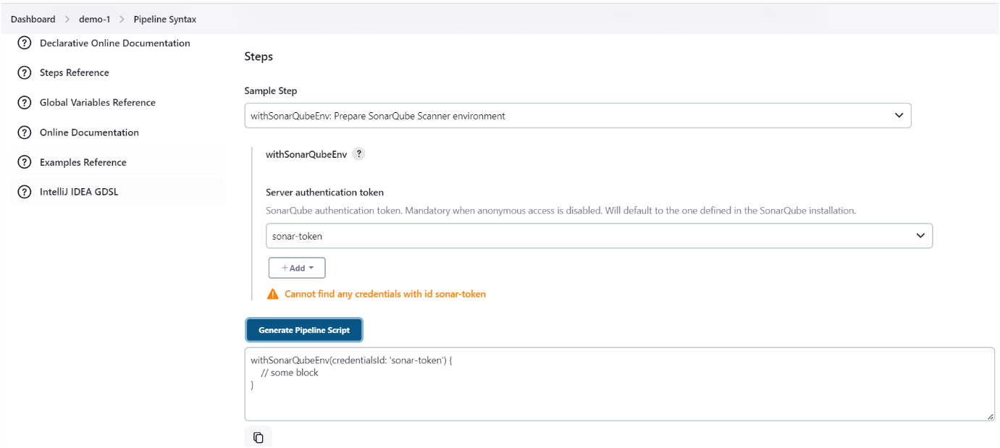 Dashboard > demo-1 > Pipeline Syntax
Declarative Online Documentation
Steps Reference
Global Variables Reference
Online Documentation
Examples Reference
IntelliJ IDEA GDSL
Steps
Sample Step
withSonarQubeEnv: Prepare SonarQube Scanner environment
withSonarQubeEnv ?
Server authentication token
SonarQube authentication token. Mandatory when anonymous access is disabled. Will default to the one defined in the SonarQube installation.
sonar-token
+ Add
Cannot find any credentials with id sonar-token
Generate Pipeline Script
withSonarQubeEnv(credentialsId: 'sonar-token') {
// some block
}